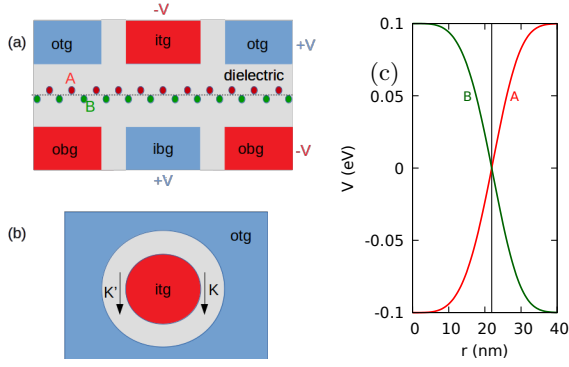 -V
(a)
otg
itg
otg
+V
dielectric
A
B
obg
ibg
obg
-V
+V
(b)
otg
K'
itg
K
(c)
V (eV)
0.1
0.05
0
-0.05
-0.1
B
A
0 10 20 30 40
r (nm)